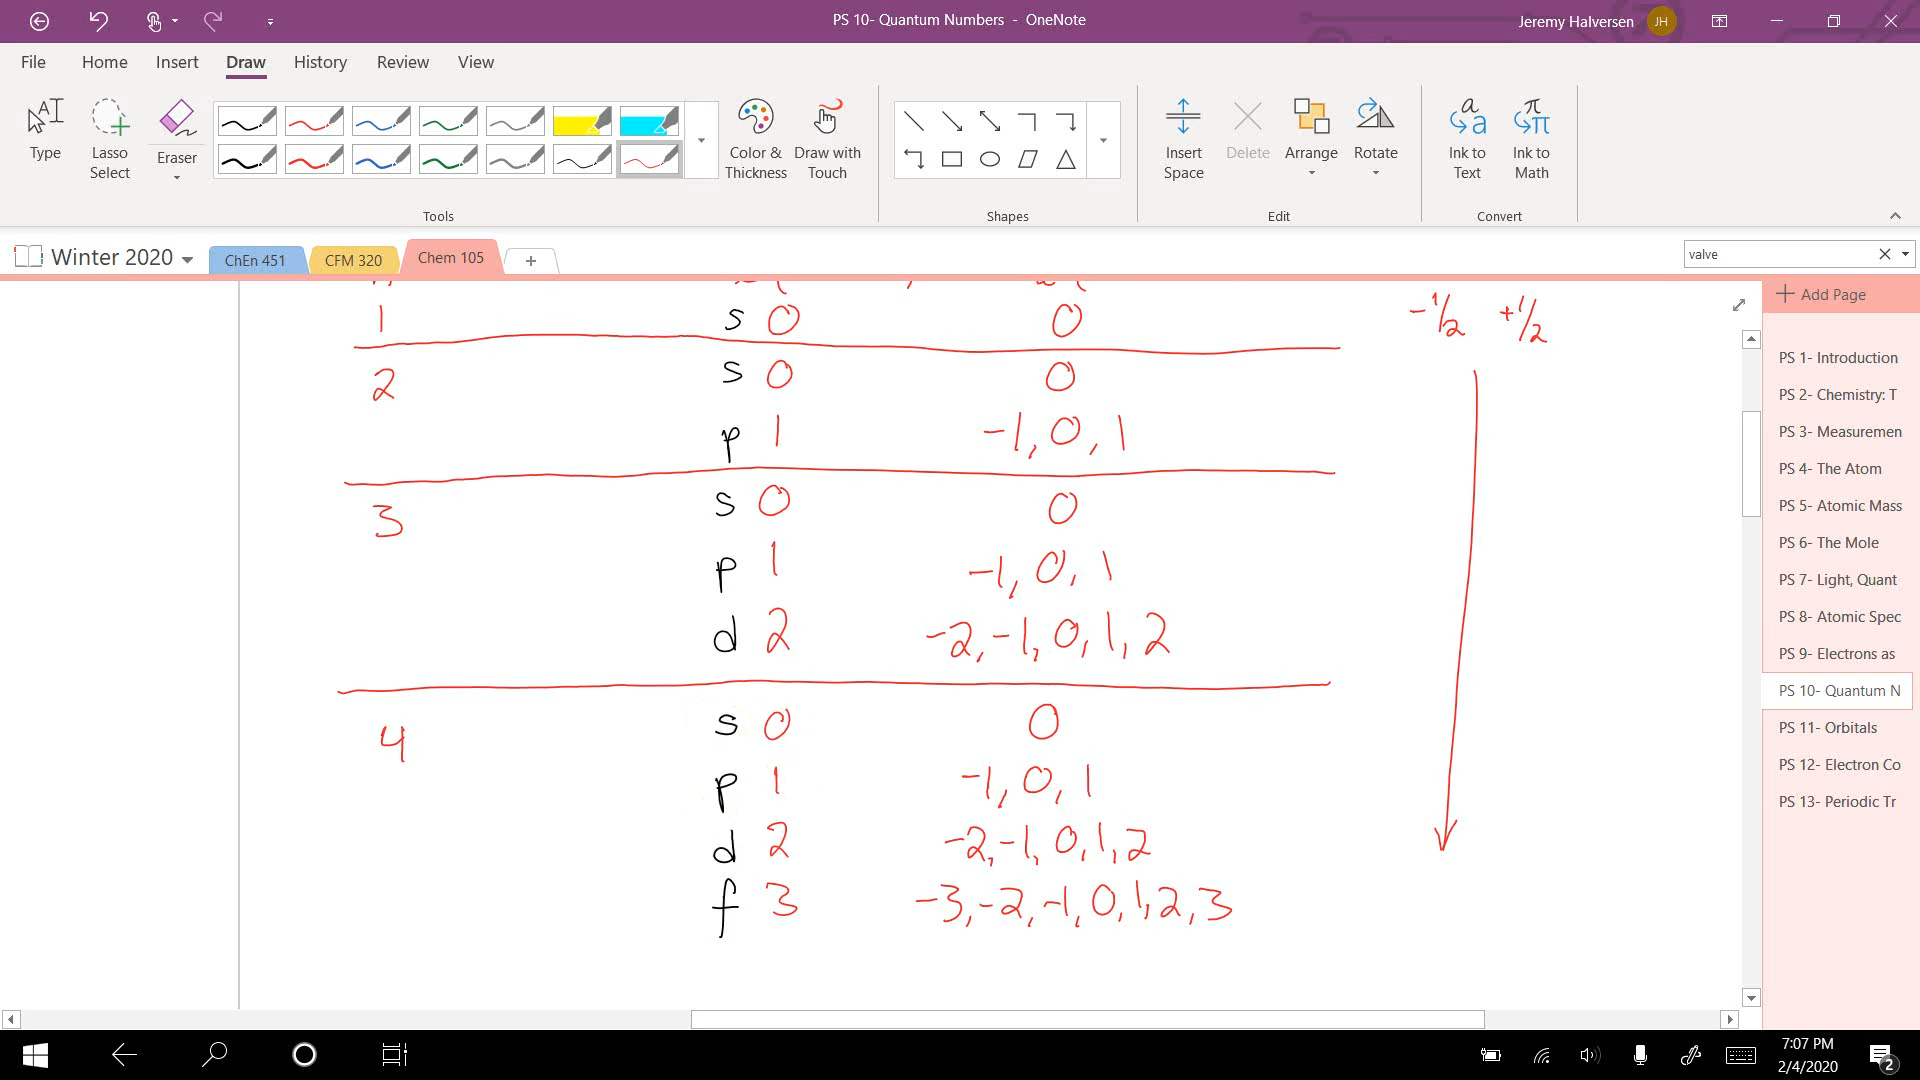 PS 10- Quantum Numbers - OneNote
Jeremy Halversen JH
File Home Insert Draw History Review View
Type
Lasso Select
Eraser
Color & Thickness
Draw with Touch
Insert Space
Delete
Arrange
Rotate
Ink to Text
Ink to Math
Tools
Shapes
Edit
Convert
Winter 2020
ChEn 451
CFM 320
Chem 105
valve
Add Page
1 s 0 0 -1/2 +1/2
2 s 0 0
p 1 -1, 0, 1
3 s 0 0
p 1 -1, 0, 1
d 2 -2, -1, 0, 1, 2
4 s 0 0
p 1 -1, 0, 1
d 2 -2, -1, 0, 1, 2
f 3 -3, -2, -1, 0, 1, 2, 3
PS 1- Introduction
PS 2- Chemistry: T
PS 3- Measuremen
PS 4- The Atom
PS 5- Atomic Mass
PS 6- The Mole
PS 7- Light, Quant
PS 8- Atomic Spec
PS 9- Electrons as
PS 10- Quantum N
PS 11- Orbitals
PS 12- Electron Co
PS 13- Periodic Tr
7:07 PM
2/4/2020
2